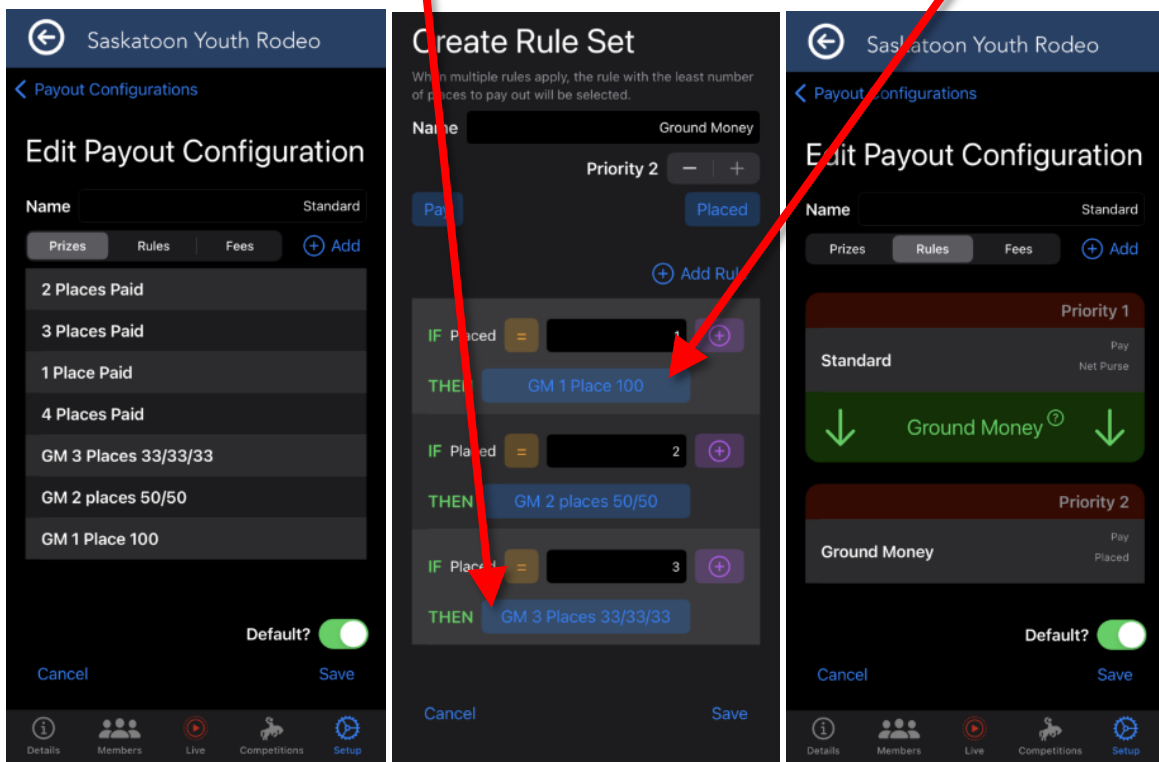 Saskatoon Youth Rodeo
Payout Configurations
Edit Payout Configuration
Name Standard
Prizes Rules Fees Add
2 Places Paid
3 Places Paid
1 Place Paid
4 Places Paid
GM 3 Places 33/33/33
GM 2 places 50/50
GM 1 Place 100
Default?
Cancel Save
Details Members Live Competitions Setup
Create Rule Set
When multiple rules apply, the rule with the least number
of places to pay out will be selected.
Name Ground Money
Priority 2 − +
Pay Placed
Add Rule
IF Placed = 1
THEN GM 1 Place 100
IF Placed = 2
THEN GM 2 places 50/50
IF Placed = 3
THEN GM 3 Places 33/33/33
Cancel Save
Saskatoon Youth Rodeo
Payout Configurations
Edit Payout Configuration
Name Standard
Prizes Rules Fees Add
Priority 1
Standard Pay
Net Purse
Ground Money ?
Priority 2
Ground Money Pay
Placed
Default?
Cancel Save
Details Members Live Competitions Setup